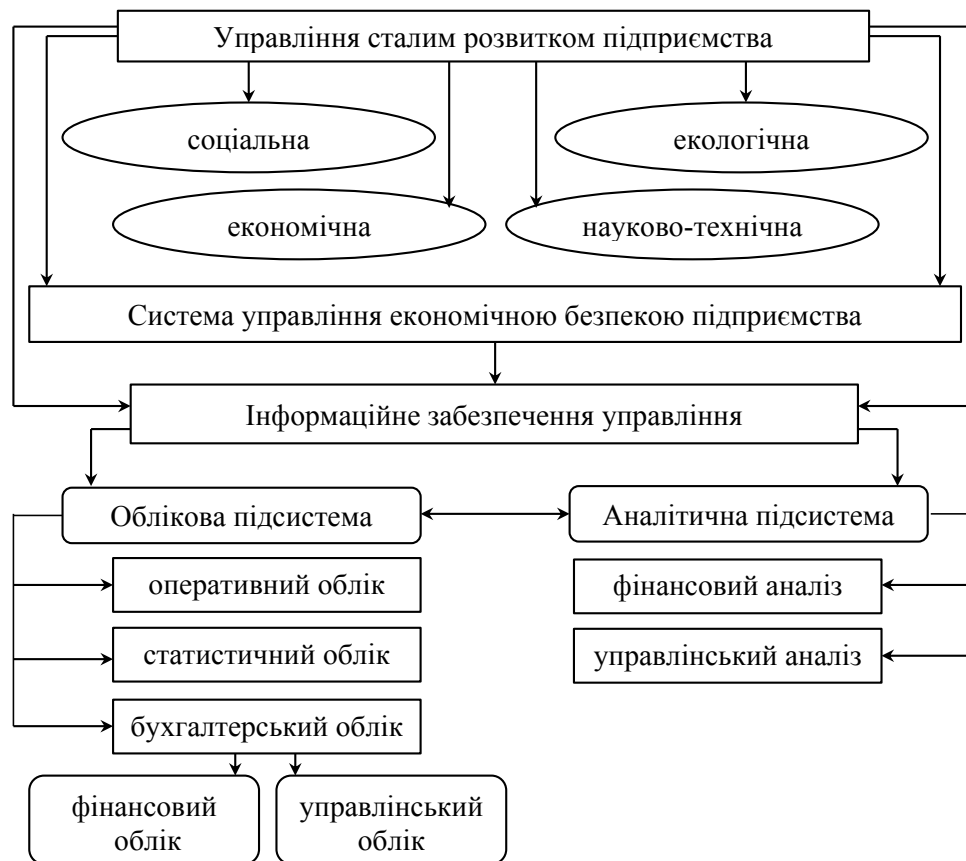 Управління сталим розвитком підприємства
соціальна
екологічна
економічна
науково-технічна
Система управління економічною безпекою підприємства
Інформаційне забезпечення управління
Облікова підсистема
Аналітична підсистема
оперативний облік
фінансовий аналіз
статистичний облік
управлінський аналіз
бухгалтерський облік
фінансовий
облік
управлінський
облік